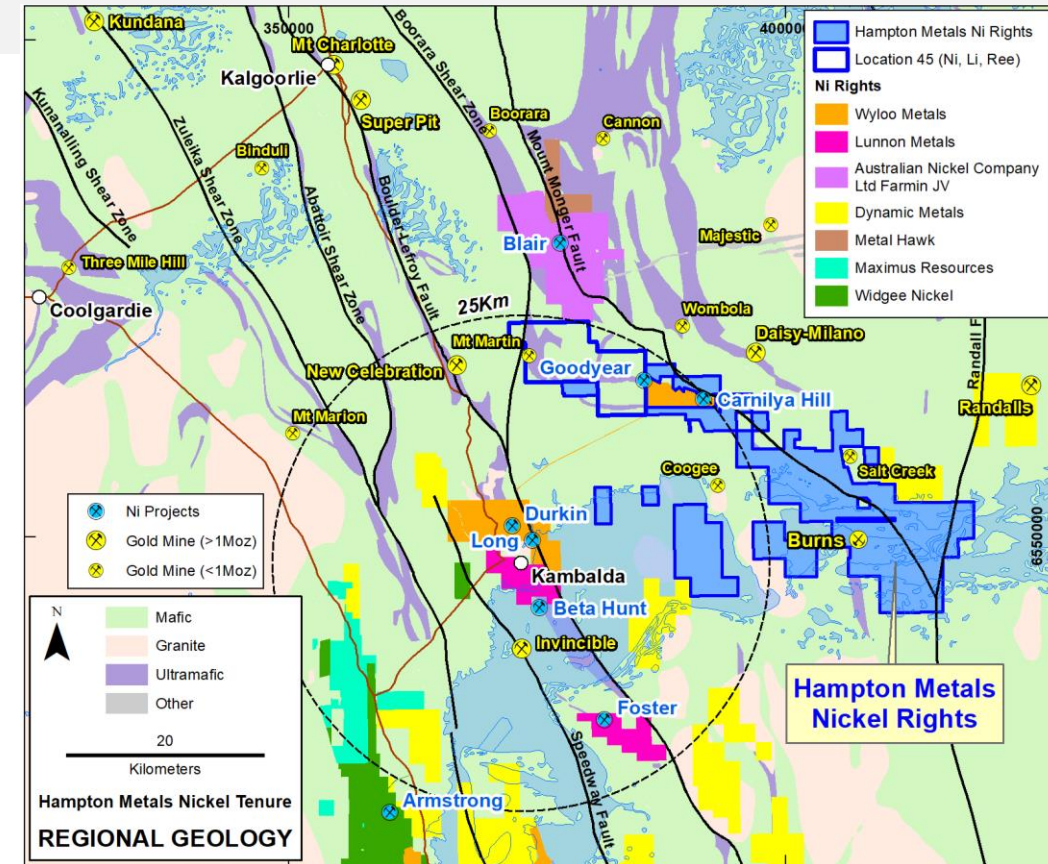 Kundana
350000
400000
Mt Charlotte
Kalgoorlie
Super Pit
Boorara Shear Zone
Boorara
Cannon
Kunanalling Shear Zone
Zuleika Shear Zone
Binduli
Abattoir Shear Zone
Boulder-Lefroy Fault
Mount Monger Fault
Blair
Majestic
Three Mile Hill
Coolgardie
25Km
Wombola
Daisy-Milano
Mt Martin
New Celebration
Goodyear
Carnilya Hill
Randall F
Randalls
Mt Marion
Coogee
Salt Creek
Durkin
Long
Burns
6550000
Kambalda
Beta Hunt
Invincible
Foster
Speedway Fault
Armstrong
Hampton Metals
Nickel Rights
Hampton Metals Ni Rights
Location 45 (Ni, Li, Ree)
Ni Rights
Wyloo Metals
Lunnon Metals
Australian Nickel Company
Ltd Farmin JV
Dynamic Metals
Metal Hawk
Maximus Resources
Widgee Nickel
Ni Projects
Gold Mine (>1Moz)
Gold Mine (<1Moz)
N
Mafic
Granite
Ultramafic
Other
20
Kilometers
Hampton Metals Nickel Tenure
REGIONAL GEOLOGY